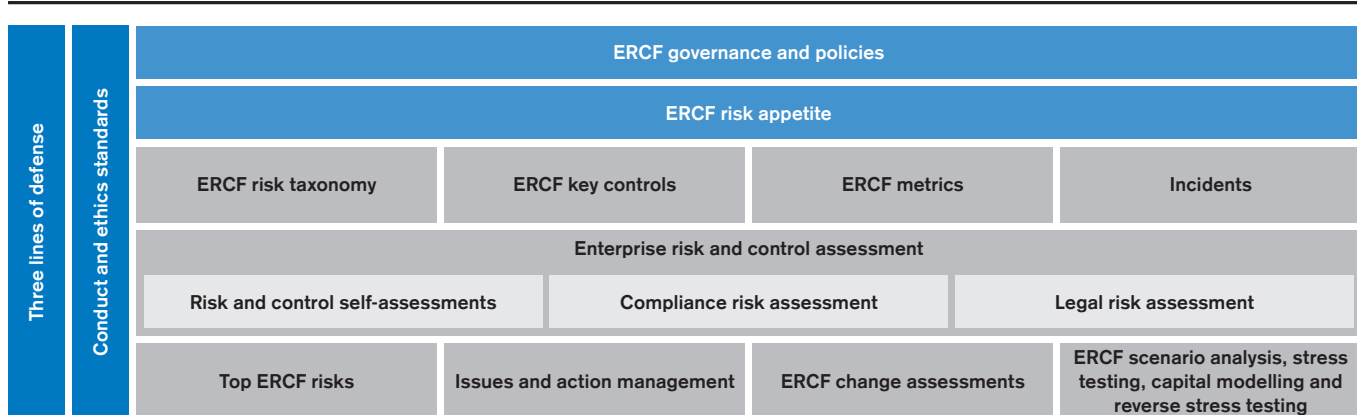 Three lines of defense
Conduct and ethics standards
ERCF governance and policies
ERCF risk appetite
ERCF risk taxonomy
ERCF key controls
ERCF metrics
Incidents
Enterprise risk and control assessment
Risk and control self-assessments
Compliance risk assessment
Legal risk assessment
Top ERCF risks
Issues and action management
ERCF change assessments
ERCF scenario analysis, stress
testing, capital modelling and
reverse stress testing